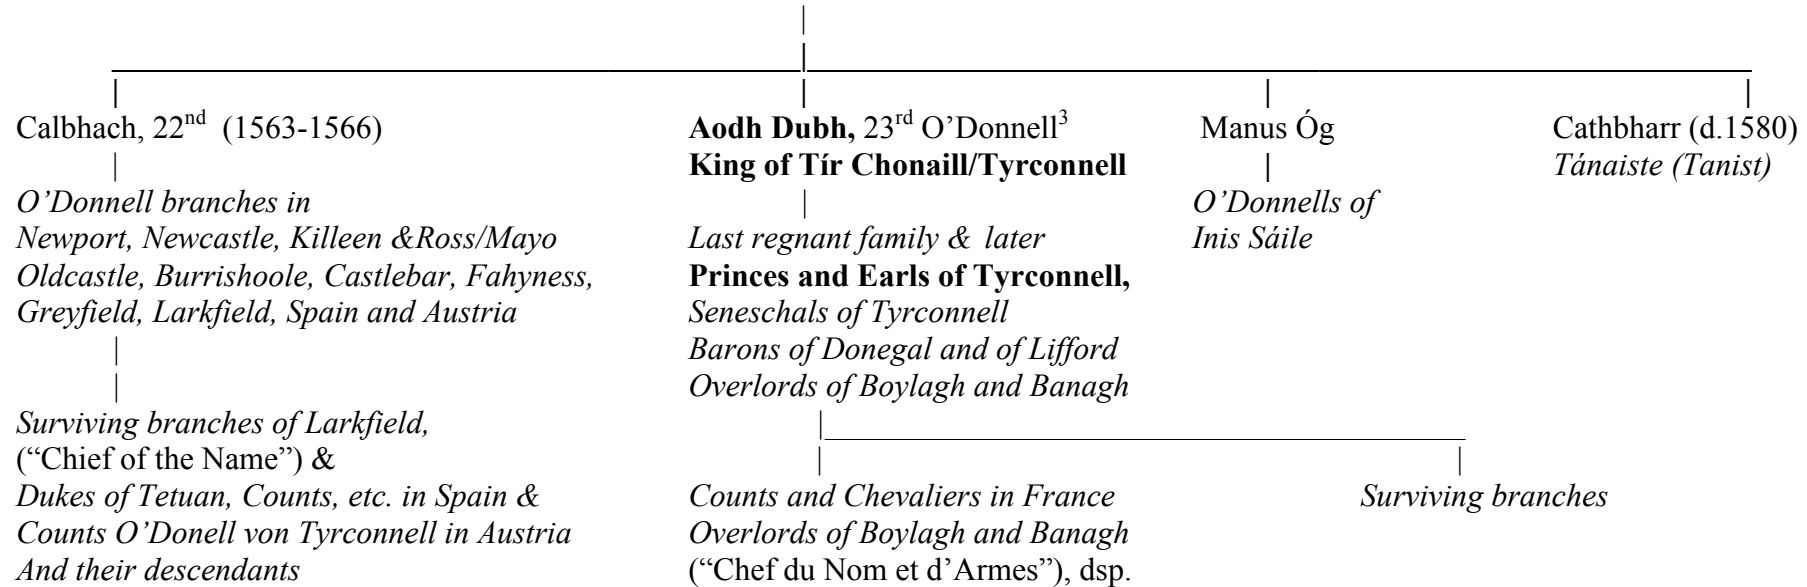 Calbhach, 22nd (1563-1566)
O’Donnell branches in
Newport, Newcastle, Killeen &Ross/Mayo
Oldcastle, Burrishoole, Castlebar, Fahyness,
Greyfield, Larkfield, Spain and Austria
Surviving branches of Larkfield,
(“Chief of the Name”) &
Dukes of Tetuan, Counts, etc. in Spain &
Counts O’Donell von Tyrconnell in Austria
And their descendants
Aodh Dubh, 23rd O’Donnell3
King of Tír Chonaill/Tyrconnell
Last regnant family & later
Princes and Earls of Tyrconnell,
Seneschals of Tyrconnell
Barons of Donegal and of Lifford
Overlords of Boylagh and Banagh
Counts and Chevaliers in France
Overlords of Boylagh and Banagh
(“Chef du Nom et d’Armes”), dsp.
Surviving branches
Manus Óg
O’Donnells of
Inis Sáile
Cathbharr (d.1580)
Tánaiste (Tanist)